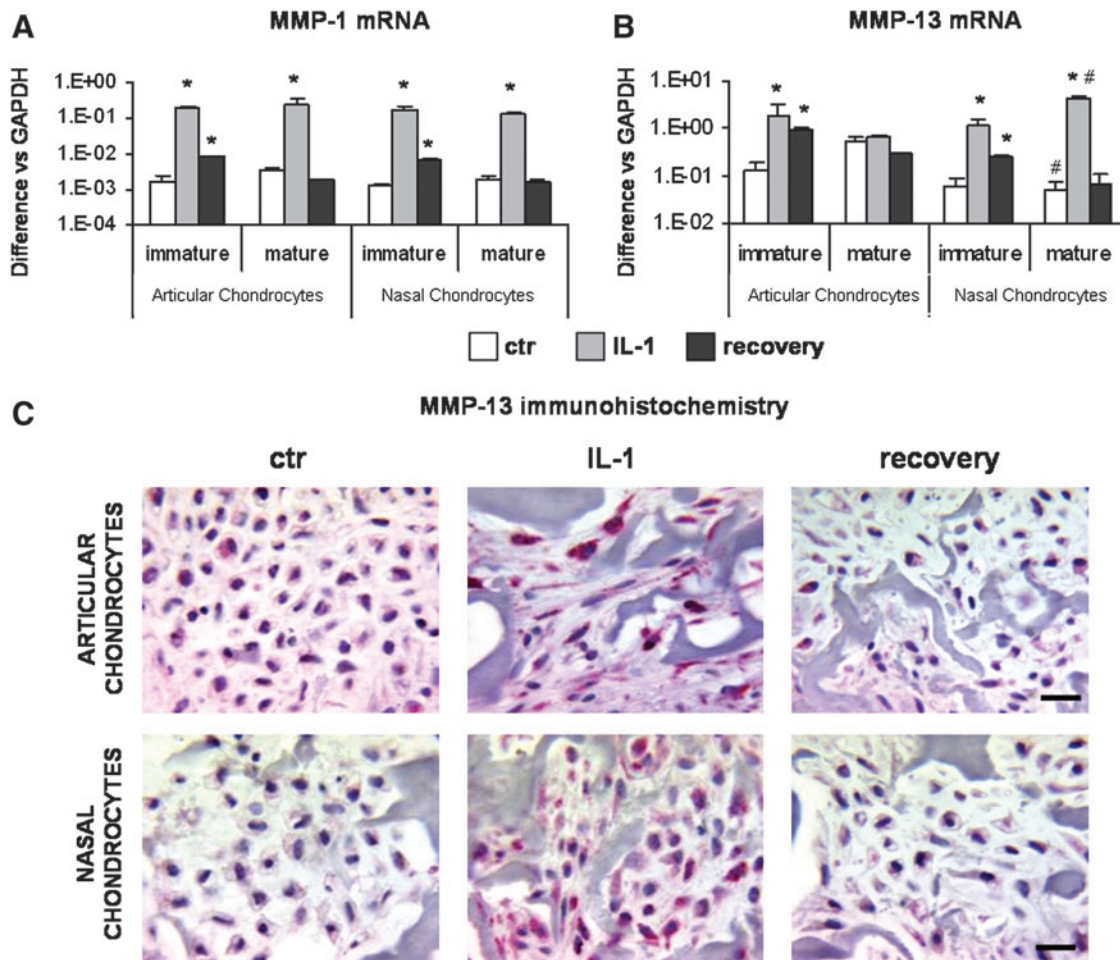 A
MMP-1 mRNA
Difference vs GAPDH
1.E+00
1.E-01
1.E-02
1.E-03
1.E-04
* * * * * *
immature mature immature mature
Articular Chondrocytes Nasal Chondrocytes
B
MMP-13 mRNA
Difference vs GAPDH
1.E+01
1.E+00
1.E-01
1.E-02
* * * * # * #
immature mature immature mature
Articular Chondrocytes Nasal Chondrocytes
ctr IL-1 recovery
C
MMP-13 immunohistochemistry
ctr IL-1 recovery
ARTICULAR
CHONDROCYTES
NASAL
CHONDROCYTES